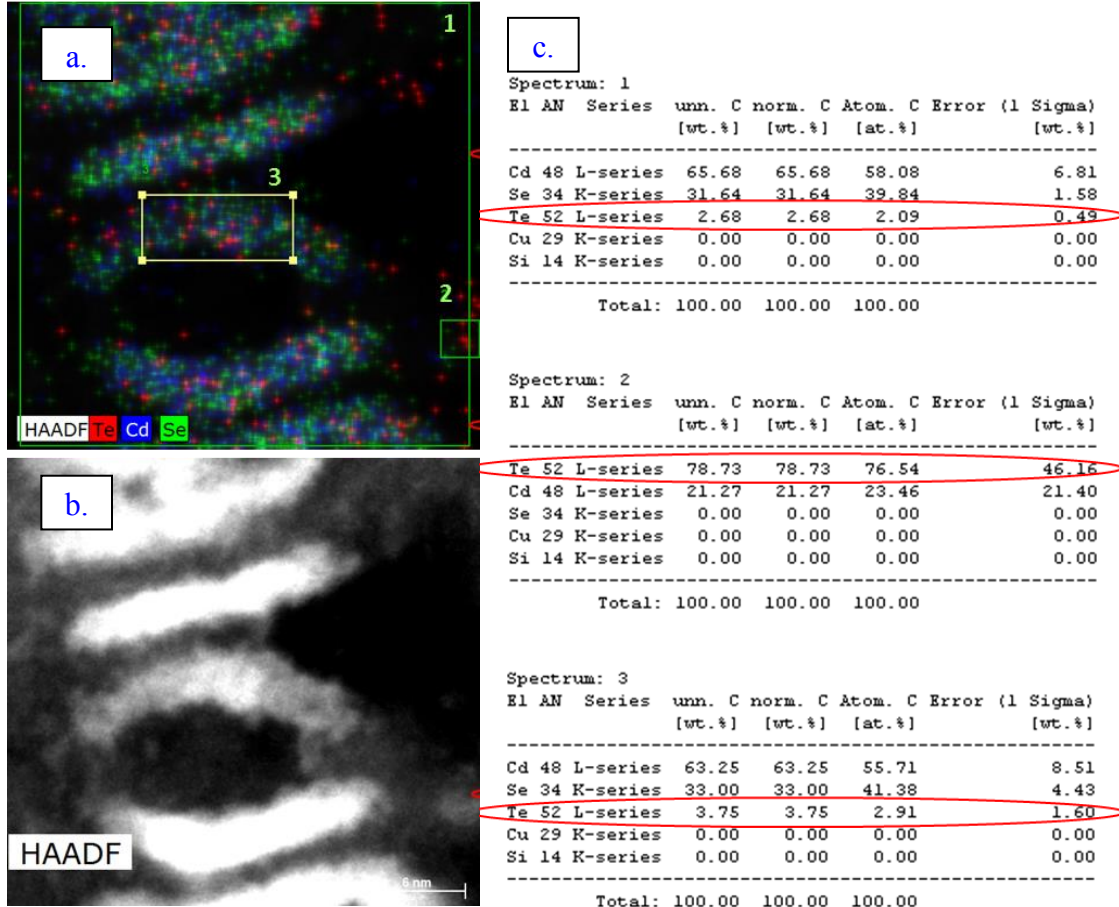 a.
1
3
3
2
HAADF Te Cd Se
b.
HAADF
6 nm
c.
Spectrum: 1
El AN Series unn. C norm. C Atom. C Error (1 Sigma)
[wt.%] [wt.%] [at.%] [wt.%]
Cd 48 L-series 65.68 65.68 58.08 6.81
Se 34 K-series 31.64 31.64 39.84 1.58
Te 52 L-series 2.68 2.68 2.09 0.49
Cu 29 K-series 0.00 0.00 0.00 0.00
Si 14 K-series 0.00 0.00 0.00 0.00
Total: 100.00 100.00 100.00
Spectrum: 2
El AN Series unn. C norm. C Atom. C Error (1 Sigma)
[wt.%] [wt.%] [at.%] [wt.%]
Te 52 L-series 78.73 78.73 76.54 46.16
Cd 48 L-series 21.27 21.27 23.46 21.40
Se 34 K-series 0.00 0.00 0.00 0.00
Cu 29 K-series 0.00 0.00 0.00 0.00
Si 14 K-series 0.00 0.00 0.00 0.00
Total: 100.00 100.00 100.00
Spectrum: 3
El AN Series unn. C norm. C Atom. C Error (1 Sigma)
[wt.%] [wt.%] [at.%] [wt.%]
Cd 48 L-series 63.25 63.25 55.71 8.51
Se 34 K-series 33.00 33.00 41.38 4.43
Te 52 L-series 3.75 3.75 2.91 1.60
Cu 29 K-series 0.00 0.00 0.00 0.00
Si 14 K-series 0.00 0.00 0.00 0.00
Total: 100.00 100.00 100.00